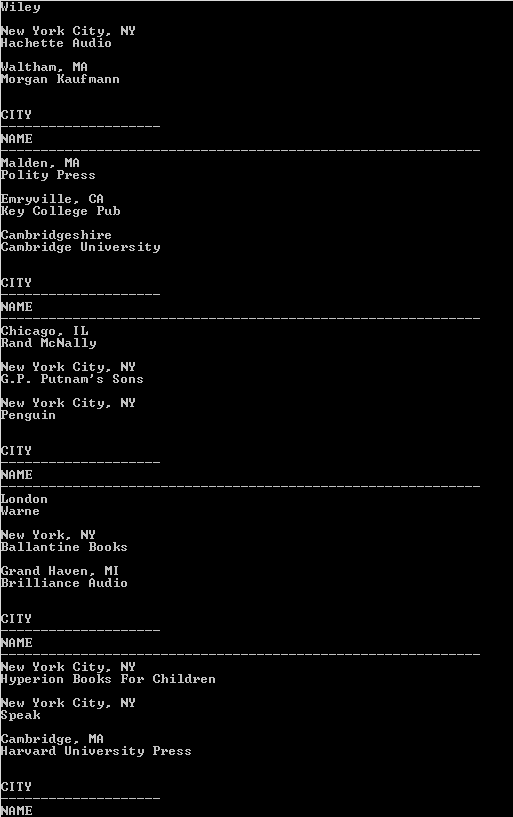 Wiley
New York City, NY
Hachette Audio
Waltham, MA
Morgan Kaufmann
CITY
--------------------
NAME
------------------------------------------------------------
Malden, MA
Polity Press
Emryville, CA
Key College Pub
Cambridgeshire
Cambridge University
CITY
--------------------
NAME
------------------------------------------------------------
Chicago, IL
Rand McNally
New York City, NY
G.P. Putnam's Sons
New York City, NY
Penguin
CITY
--------------------
NAME
------------------------------------------------------------
London
Warne
New York, NY
Ballantine Books
Grand Haven, MI
Brilliance Audio
CITY
--------------------
NAME
------------------------------------------------------------
New York City, NY
Hyperion Books For Children
New York City, NY
Speak
Cambridge, MA
Harvard University Press
CITY
--------------------
NAME